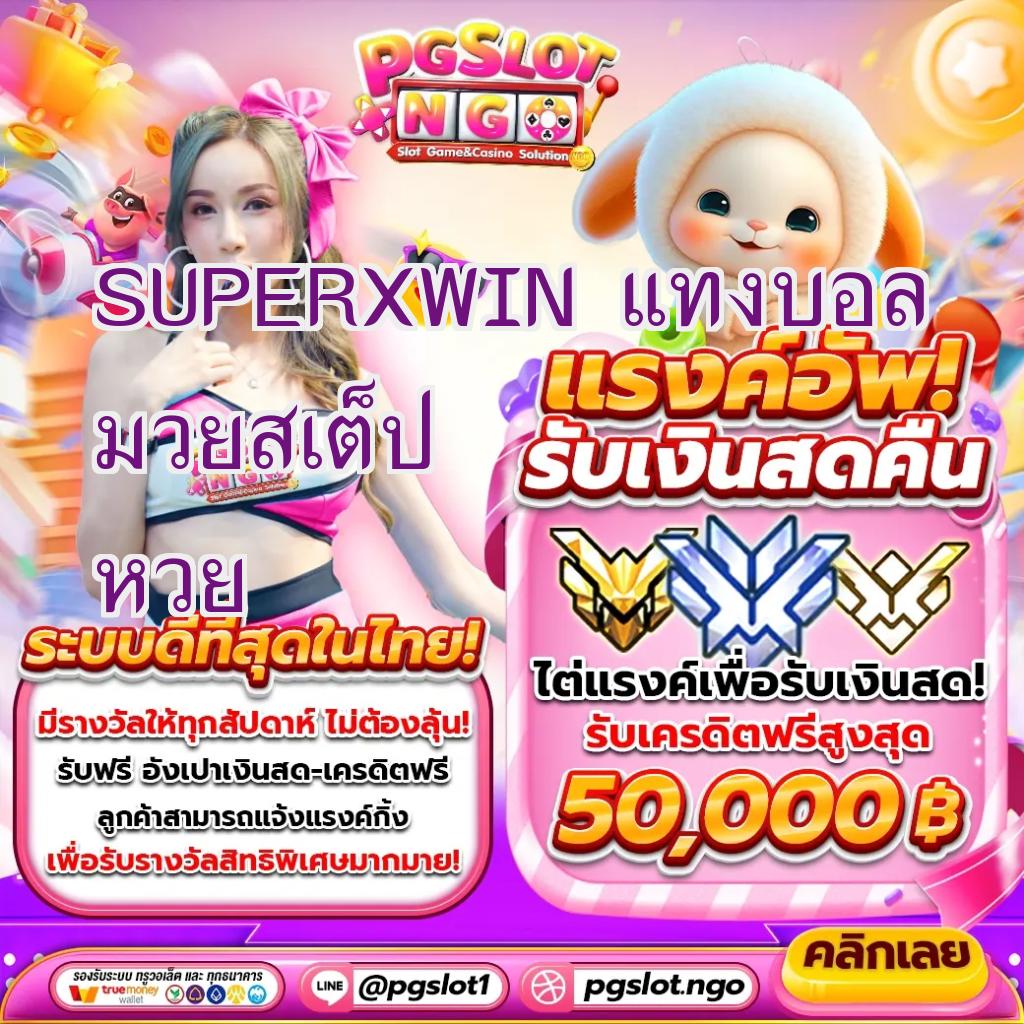 PGSLOT
NGO
Slot Game&Casino Solution
SUPERXWIN แทงบอล
มวยสเต็ป
หวย
แรงค์อัพ!
รับเงินสดคืน
ระบบดีที่สุดในไทย!
มีรางวัลให้ทุกสัปดาห์ ไม่ต้องลุ้น!
รับฟรี อังเปาเงินสด-เครดิตฟรี
ลูกค้าสามารถแจ้งแรงค์กิ้ง
เพื่อรับรางวัลสิทธิพิเศษมากมาย!
ไต่แรงค์เพื่อรับเงินสด!
รับเครดิตฟรีสูงสุด
50,000 ฿
คลิกเลย
รองรับระบบ ทรูวอเล็ต และ ทุกธนาคาร
truemoney
wallet
LINE @pgslot1
pgslot.ngo